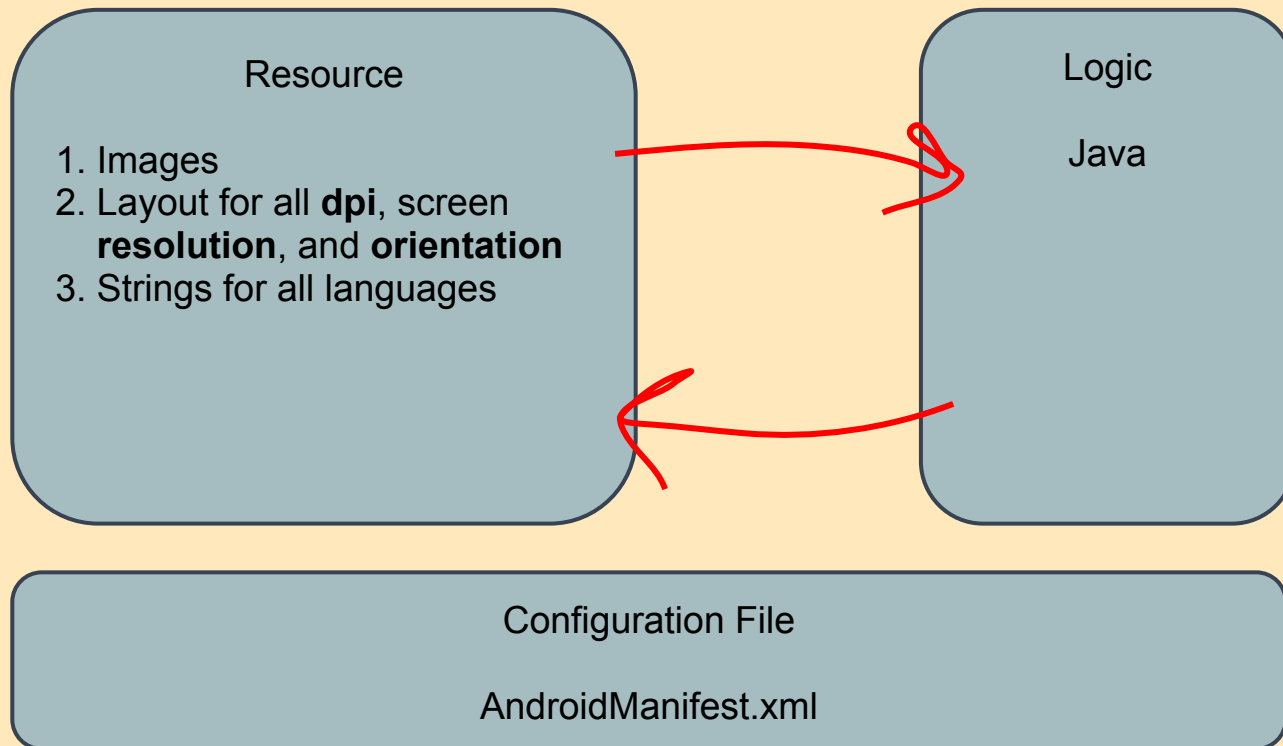 Resource
1. Images
2. Layout for all dpi, screen
resolution, and orientation
3. Strings for all languages
Logic
Java
Configuration File
AndroidManifest.xml